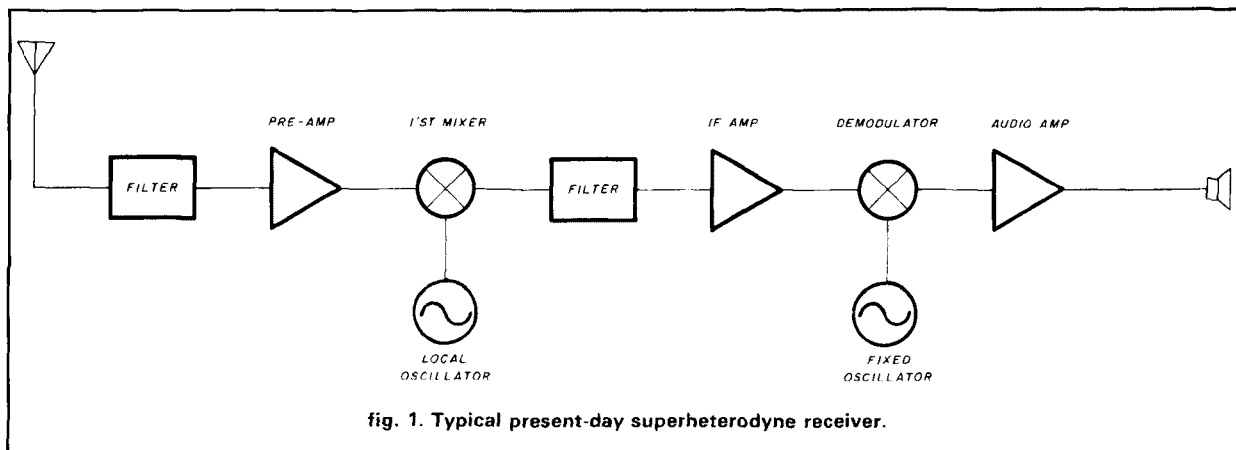 PRE-AMP
I'ST MIXER
IF AMP
DEMODULATOR
AUDIO AMP
FILTER
FILTER
LOCAL
OSCILLATOR
FIXED
OSCILLATOR
fig. 1. Typical present-day superheterodyne receiver.